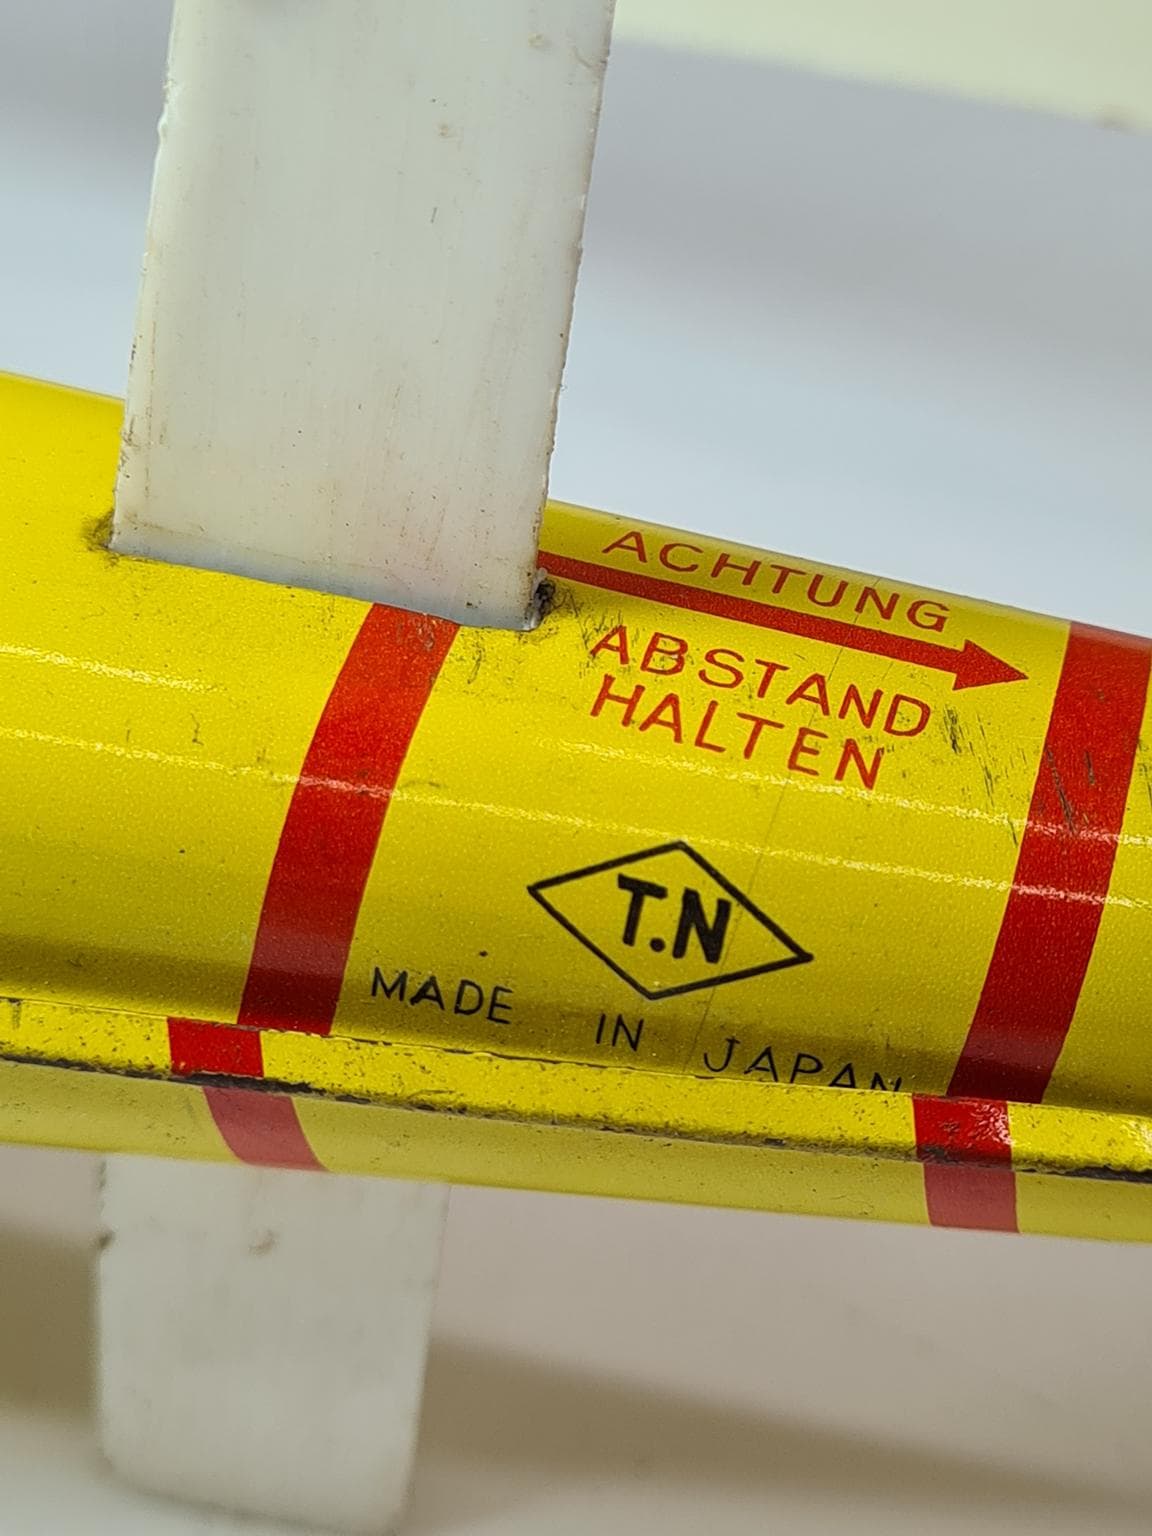 ACHTUNG
ABSTAND
HALTEN
T.N
MADE IN JAPAN